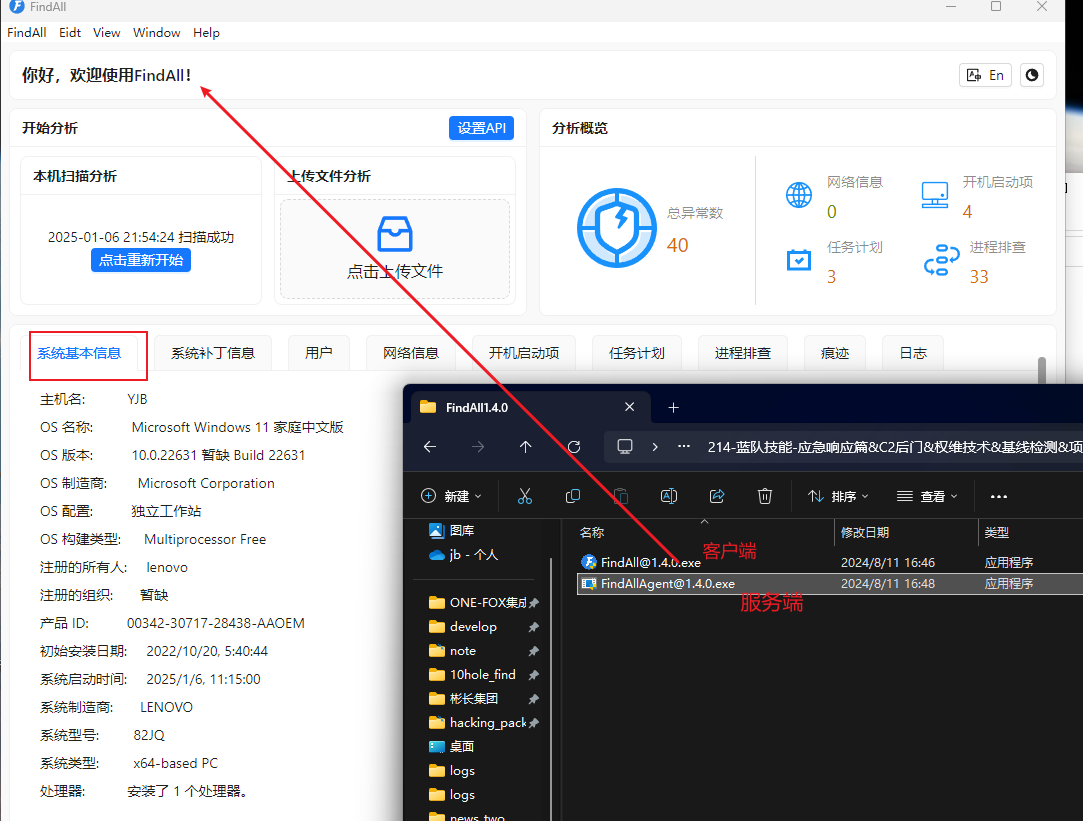 FindAll
FindAll Eidt View Window Help
你好，欢迎使用FindAll！
En
开始分析
设置API
分析概览
本机扫描分析
上传文件分析
2025-01-06 21:54:24 扫描成功
点击重新开始
点击上传文件
总异常数
40
网络信息
0
开机启动项
4
任务计划
3
进程排查
33
系统基本信息 系统补丁信息 用户 网络信息 开机启动项 任务计划 进程排查 痕迹 日志
主机名: YJB
OS 名称: Microsoft Windows 11 家庭中文版
OS 版本: 10.0.22631 暂缺 Build 22631
OS 制造商: Microsoft Corporation
OS 配置: 独立工作站
OS 构建类型: Multiprocessor Free
注册的所有人: lenovo
注册的组织: 暂缺
产品 ID: 00342-30717-28438-AAOEM
初始安装日期: 2022/10/20, 5:40:44
系统启动时间: 2025/1/6, 11:15:00
系统制造商: LENOVO
系统型号: 82JQ
系统类型: x64-based PC
处理器: 安装了 1 个处理器。
FindAll1.4.0
214-蓝队技能-应急响应篇&C2后门&权维技术&基线检测&项
新建 排序 查看
图库
jb - 个人
ONE-FOX集成
develop
note
10hole_find
彬长集团
hacking_pack
桌面
logs
logs
news_two
名称 修改日期 类型
FindAll@1.4.0.exe 2024/8/11 16:46 应用程序
FindAllAgent@1.4.0.exe 2024/8/11 16:48 应用程序
客户端
服务端